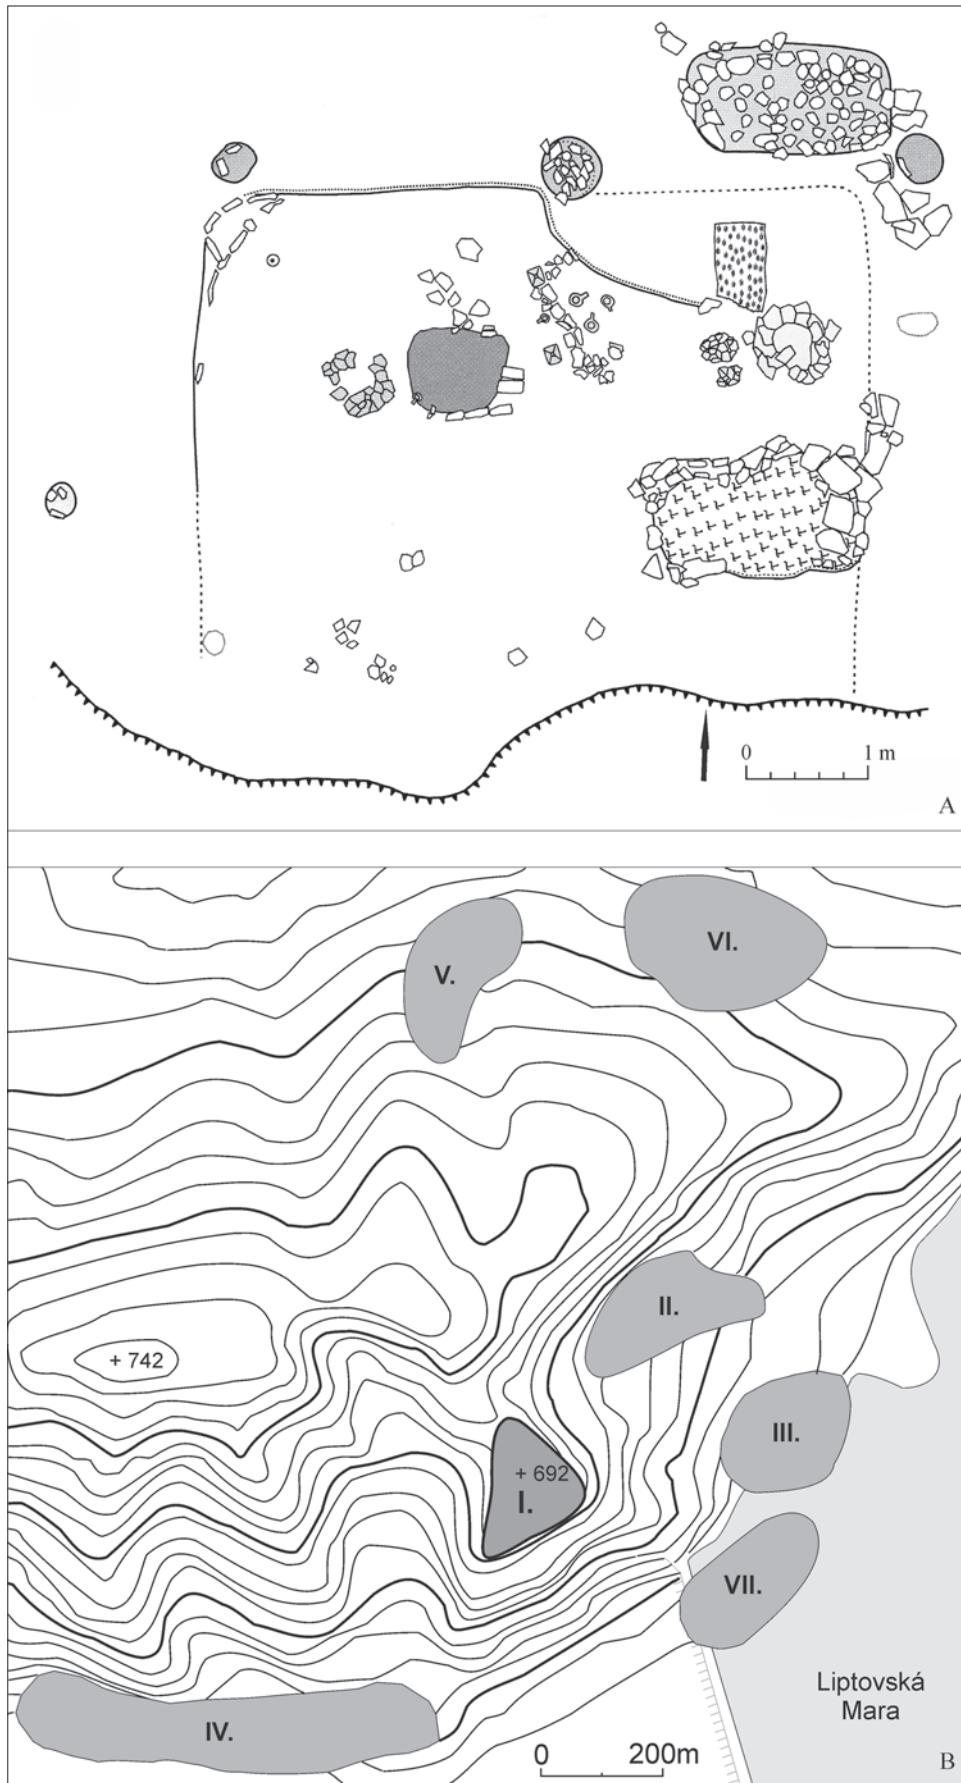 0 1 m
A
V.
VI.
II.
+ 742
III.
+ 692
I.
VII.
Liptovská
Mara
IV.
0 200m
B